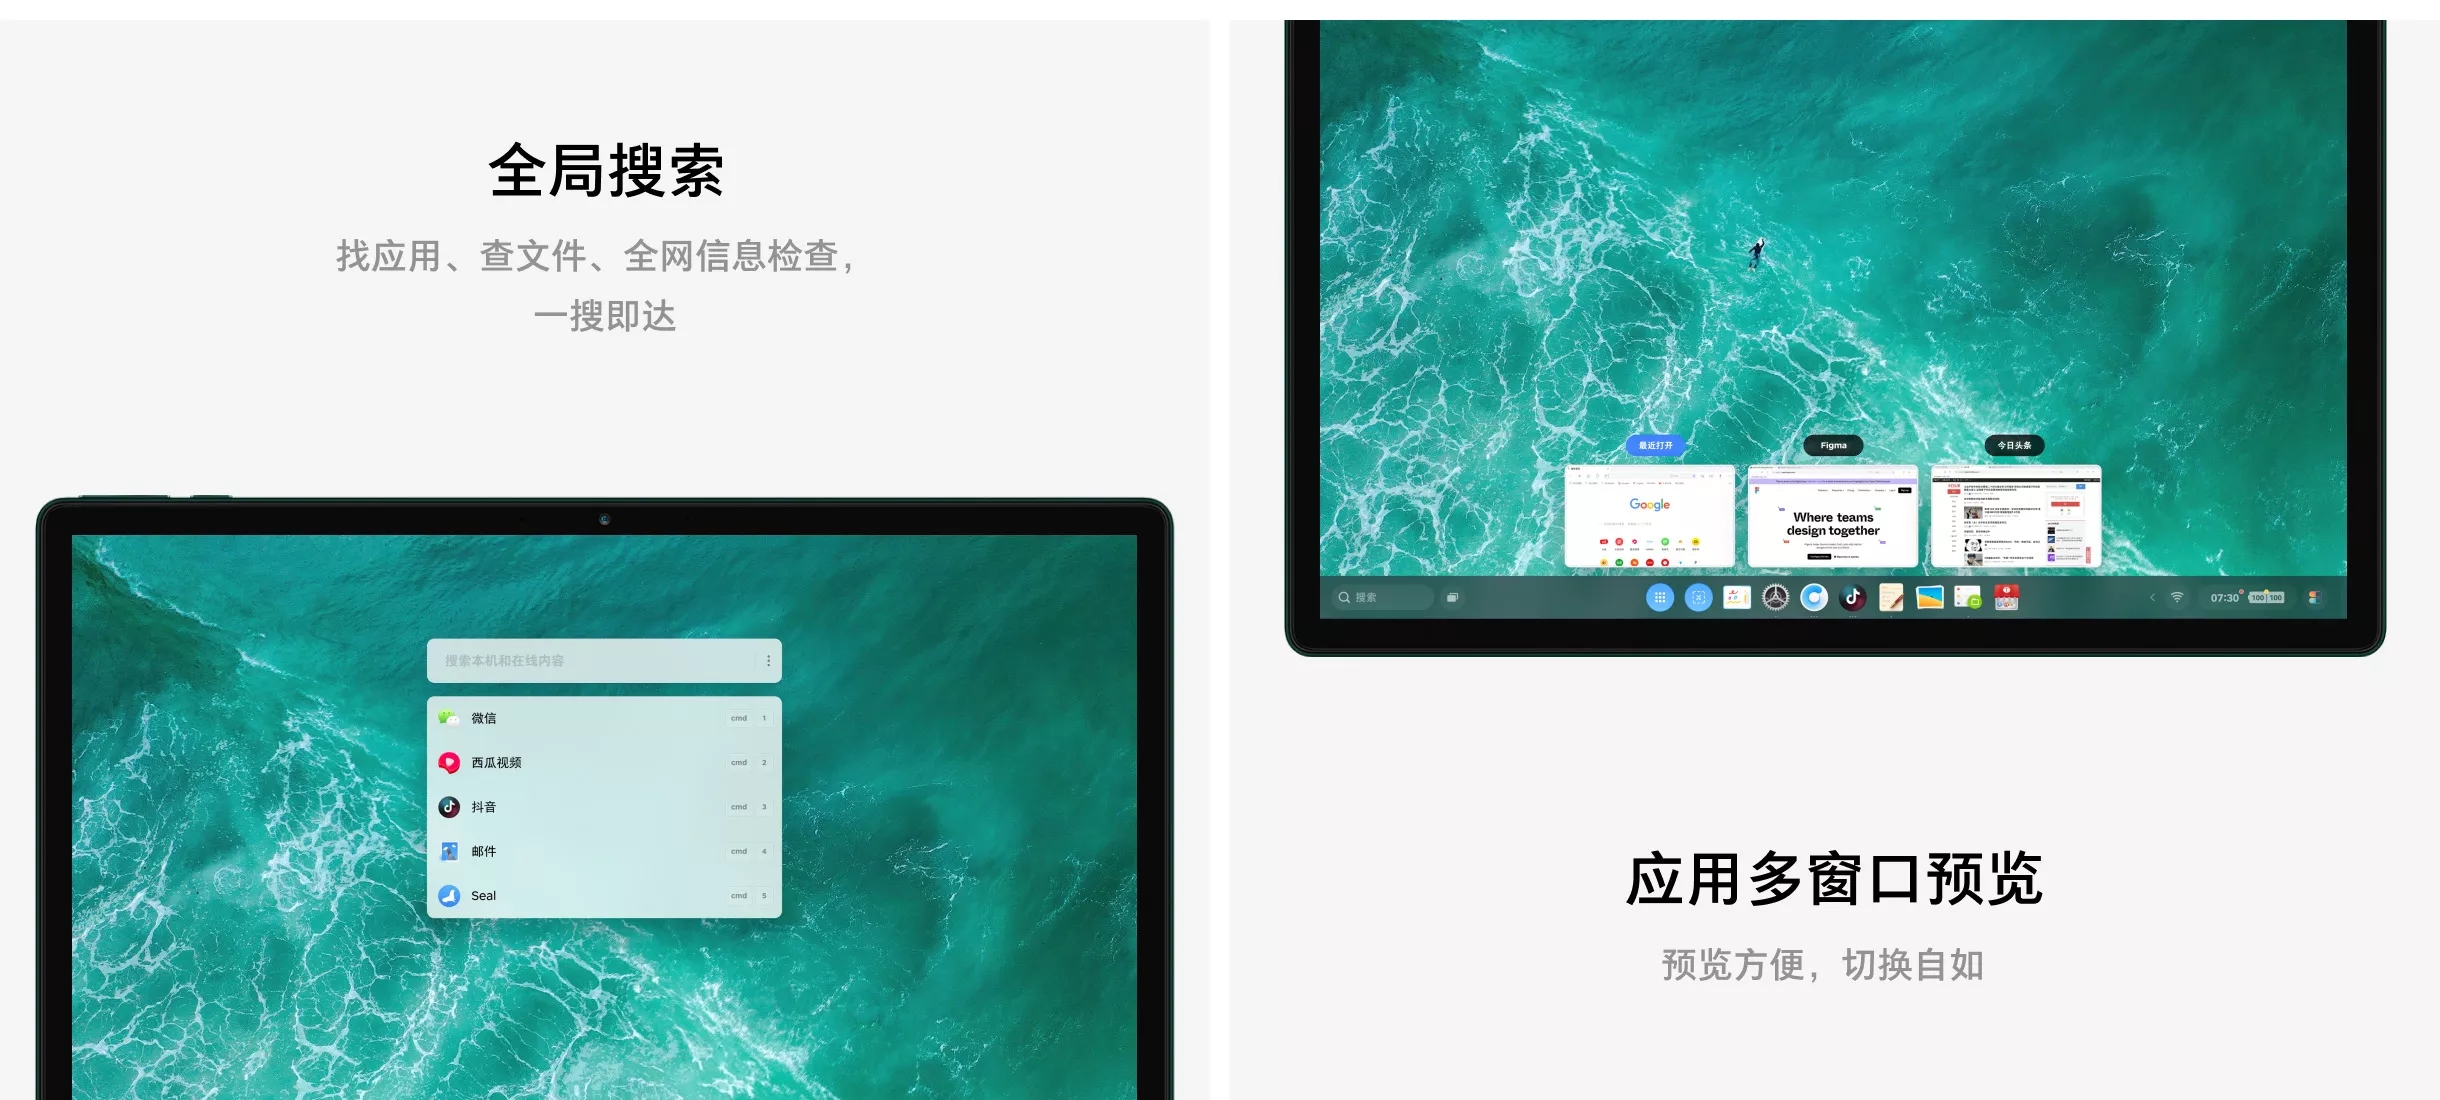 全局搜索
找应用、查文件、全网信息检查，
一搜即达
搜索本机和在线内容
微信 cmd 1
西瓜视频 cmd 2
抖音 cmd 3
邮件 cmd 4
Seal cmd 5
最近打开
Figma
今日头条
Google
Where teams
design together
搜索
07:30
100 100
应用多窗口预览
预览方便，切换自如